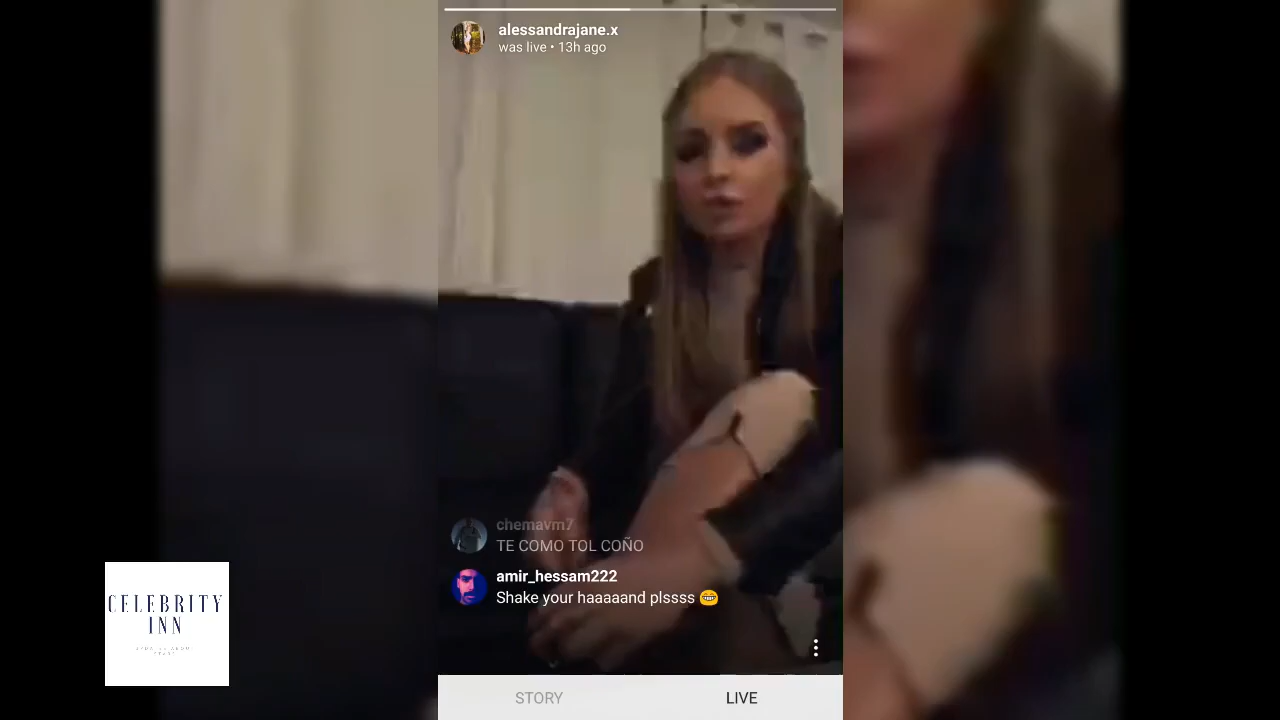 alessandrajane.x
was live • 13h ago
chemavm7
TE COMO TOL COÑO
amir_hessam222
Shake your haaaaand plssss 😁
STORY LIVE
CELEBRITY
INN